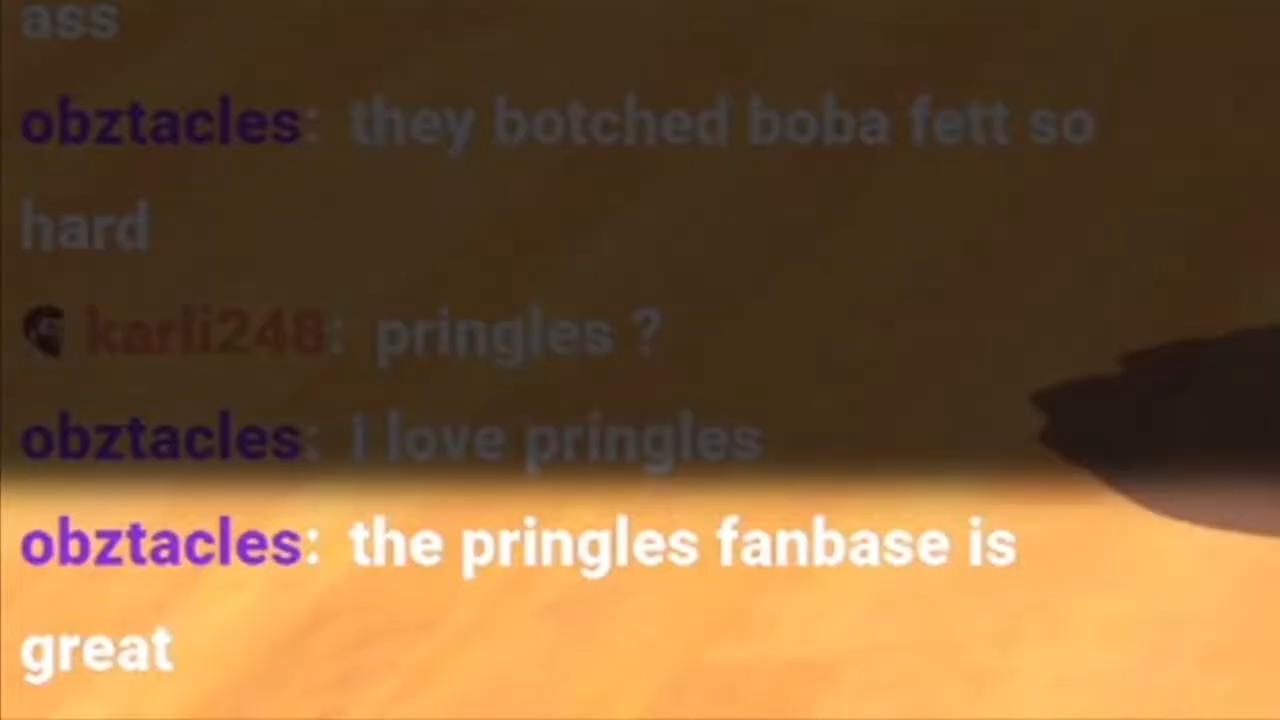 ass
obztacles: they botched boba fett so
hard
karli248: pringles ?
obztacles: i love pringles
obztacles: the pringles fanbase is
great